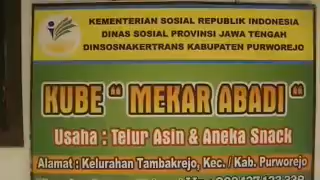 KEMENTERIAN SOSIAL REPUBLIK INDONESIA
DINAS SOSIAL PROVINSI JAWA TENGAH
DINSOSNAKERTRANS KABUPATEN PURWOREJO
KUBE " MEKAR ABADI "
Usaha : Telur Asin & Aneka Snack
Alamat : Kelurahan Tambakrejo, Kec. / Kab. Purworejo